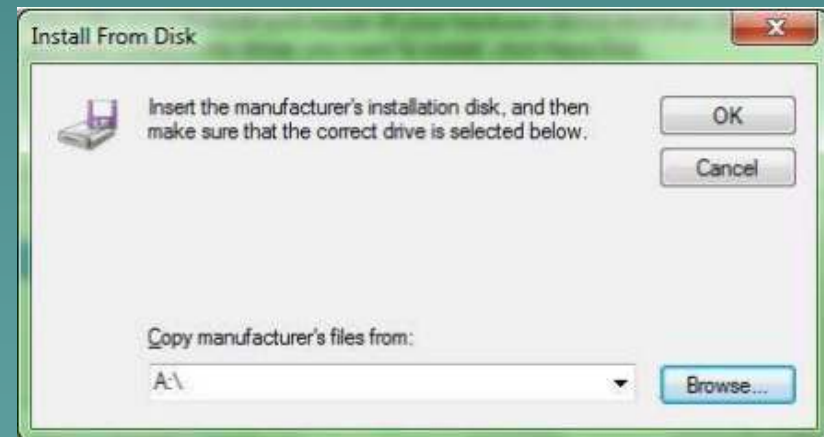 Install From Disk
Insert the manufacturer's installation disk, and then
make sure that the correct drive is selected below.
OK
Cancel
Copy manufacturer's files from:
A:\
Browse...